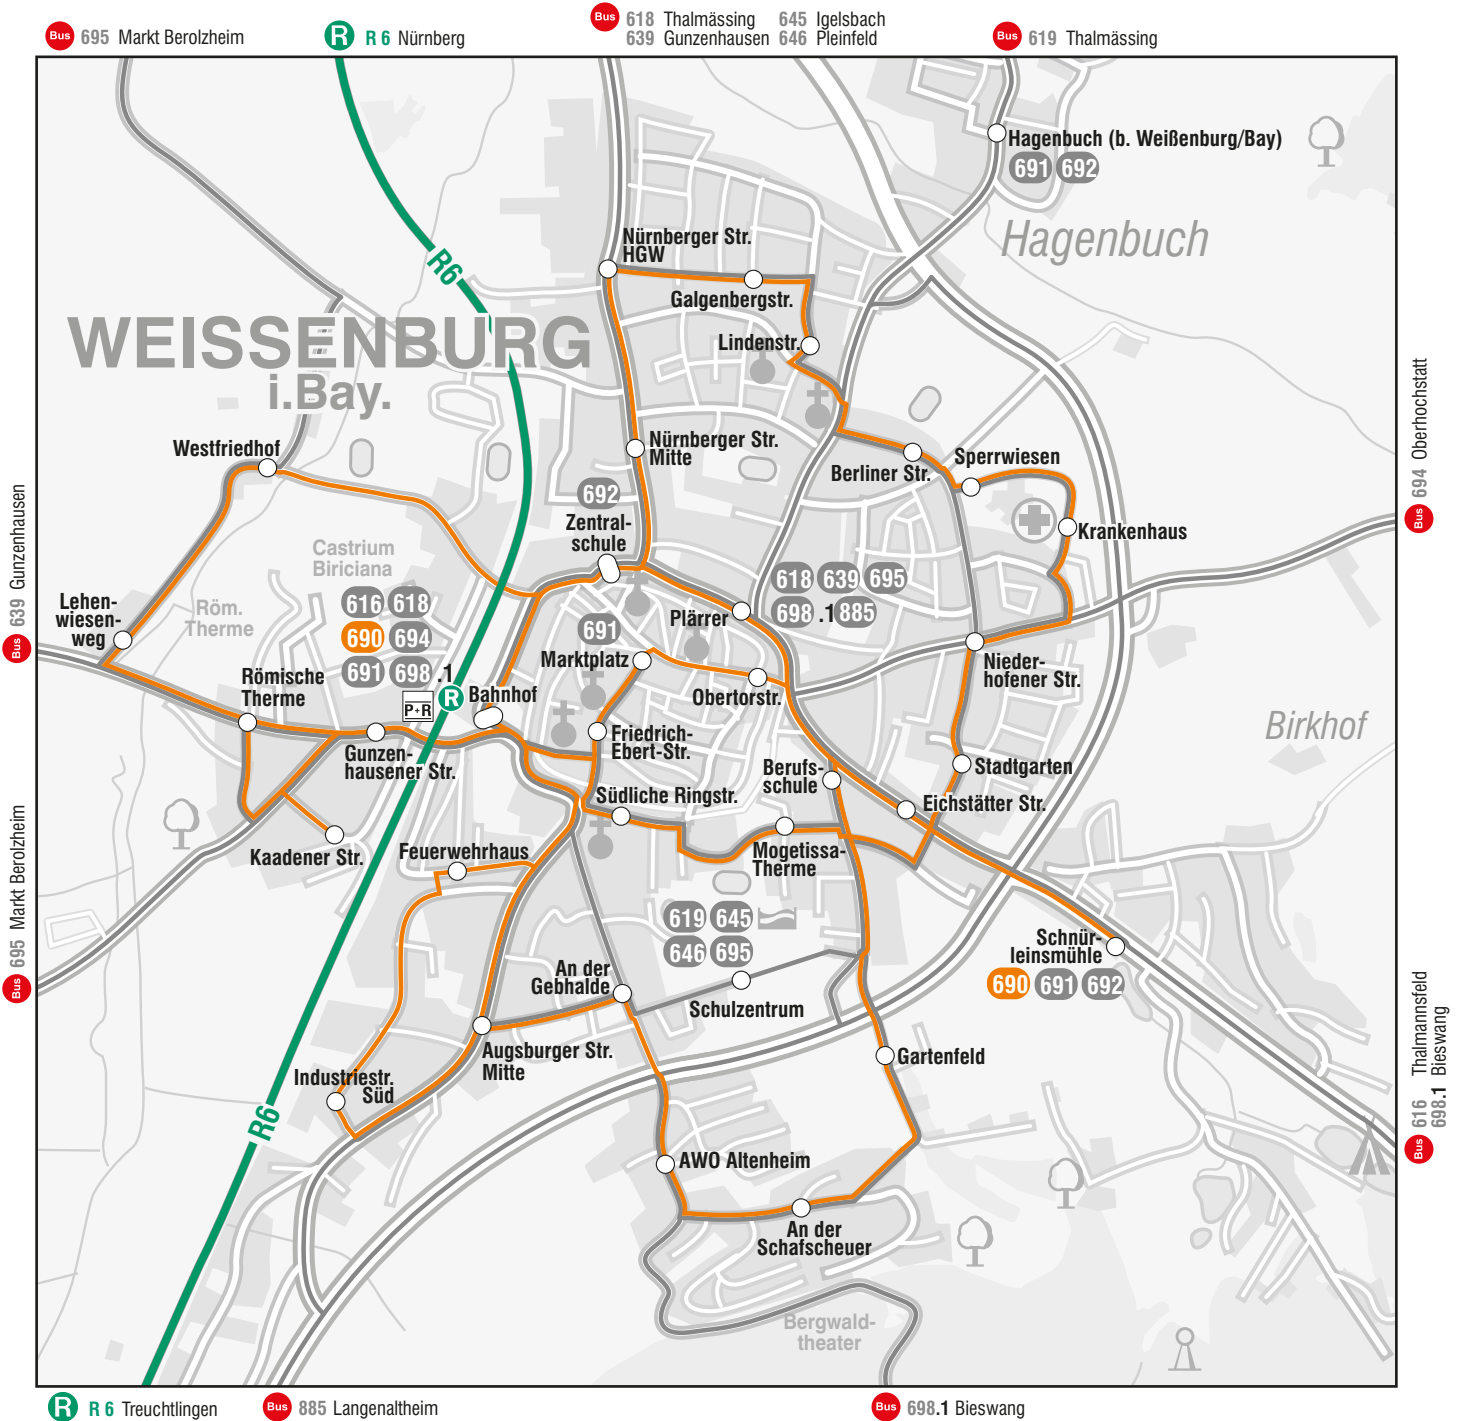 Bus 695 Markt Berolzheim
R R 6 Nürnberg
Bus 618 Thalmässing 645 Igelsbach
639 Gunzenhausen 646 Pleinfeld
Bus 619 Thalmässing
Hagenbuch (b. Weißenburg/Bay)
691 692
Hagenbuch
Nürnberger Str.
HGW
R6
Galgenbergstr.
WEISSENBURG
i.Bay.
Lindenstr.
Westfriedhof
Nürnberger Str.
Mitte
Berliner Str.
Sperrwiesen
Bus 694 Oberhochstatt
692
Zentral-
schule
Krankenhaus
Castrium
Biriciana
Bus 639 Gunzenhausen
618 639 695
698.1 885
616 618
690 694
691 698.1
Röm.
Therme
Lehen-
wiesen-
weg
Plärrer
691
Marktplatz
Römische
Therme
P+R
R
Bahnhof
Obertorstr.
Nieder-
hofener Str.
Birkhof
Friedrich-
Ebert-Str.
Gunzen-
hausener Str.
Berufs-
schule
Stadtgarten
Südliche Ringstr.
Eichstätter Str.
Kaadener Str.
Feuerwehrhaus
Mogetissa-
Therme
Bus 695 Markt Berolzheim
619 645
646 695
Schnür-
leinsmühle
690 691 692
An der
Gebhalde
Schulzentrum
Augsburger Str.
Mitte
Gartenfeld
Industriestr.
Süd
R6
Bus 616 Thalmannsfeld
698.1 Bieswang
AWO Altenheim
An der
Schafscheuer
Bergwald-
theater
R R 6 Treuchtlingen
Bus 885 Langenaltheim
Bus 698.1 Bieswang